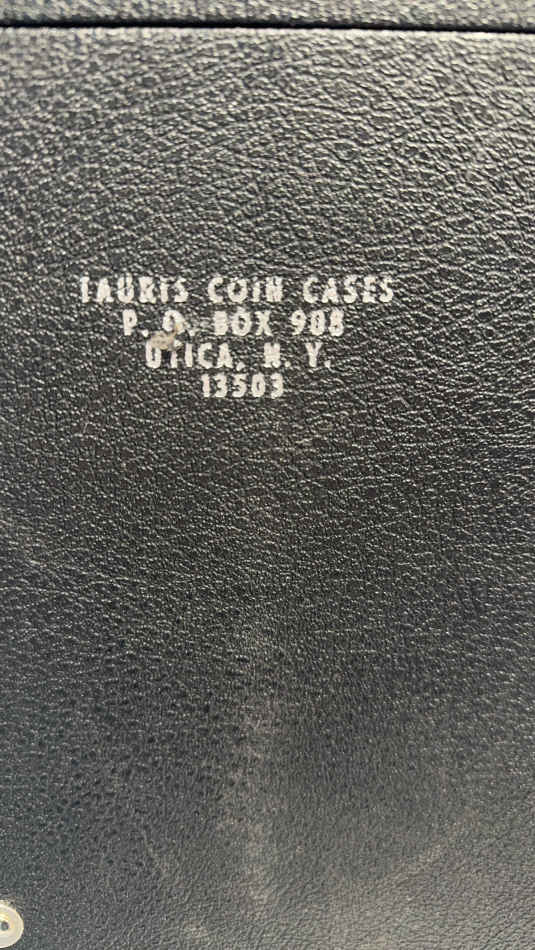 TAURIS COIN CASES
P. O. BOX 908
UTICA, N. Y.
13503